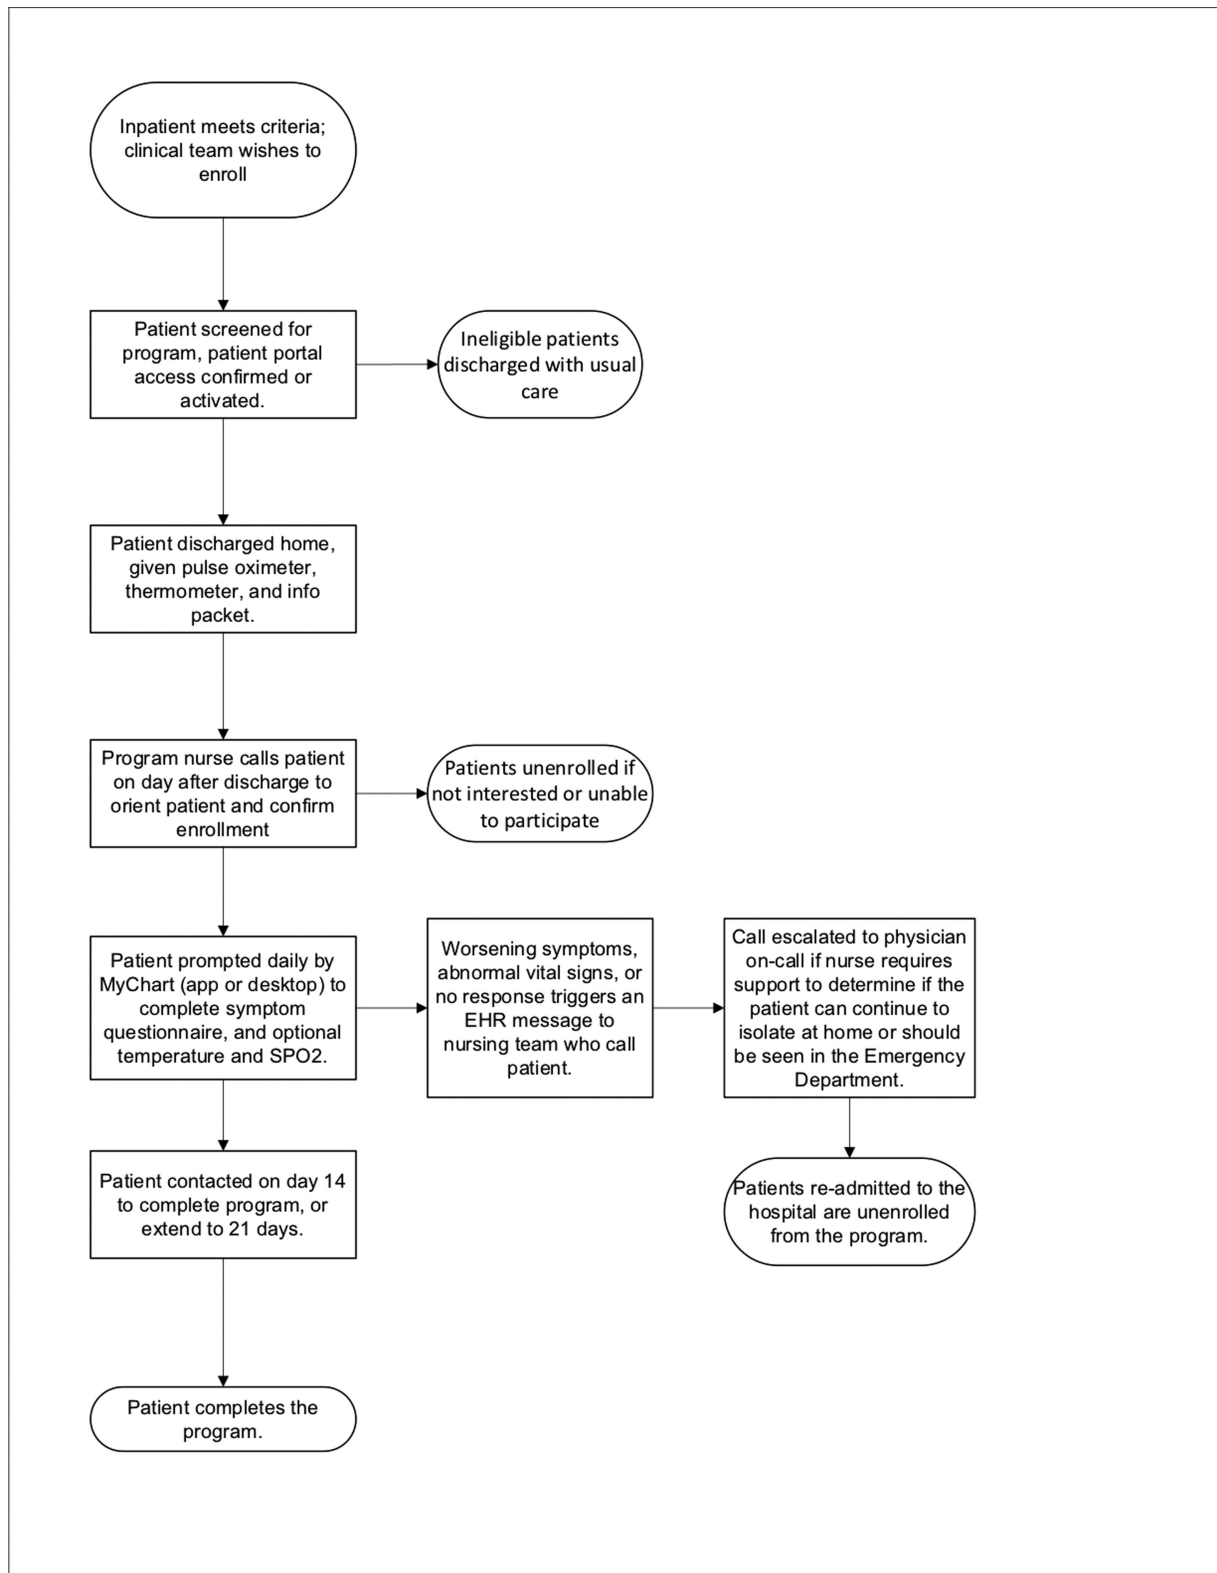 Inpatient meets criteria;
clinical team wishes to
enroll
Patient screened for
program, patient portal
access confirmed or
activated.
Ineligible patients
discharged with usual
care
Patient discharged home,
given pulse oximeter,
thermometer, and info
packet.
Program nurse calls patient
on day after discharge to
orient patient and confirm
enrollment
Patients unenrolled if
not interested or unable
to participate
Patient prompted daily by
MyChart (app or desktop) to
complete symptom
questionnaire, and optional
temperature and SPO2.
Worsening symptoms,
abnormal vital signs, or
no response triggers an
EHR message to
nursing team who call
patient.
Call escalated to physician
on-call if nurse requires
support to determine if the
patient can continue to
isolate at home or should
be seen in the Emergency
Department.
Patient contacted on day 14
to complete program, or
extend to 21 days.
Patients re-admitted to the
hospital are unenrolled
from the program.
Patient completes the
program.